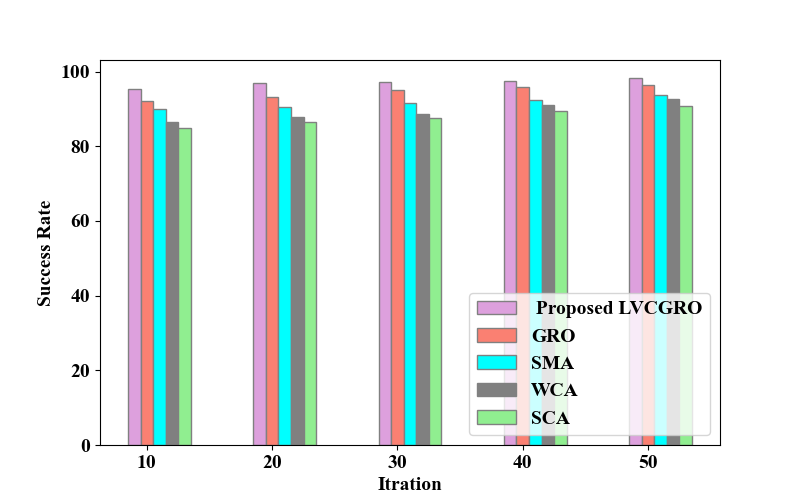 100
80
60
40
20
0
Success Rate
10
20
30
40
50
Itration
Proposed LVCGRO
GRO
SMA
WCA
SCA